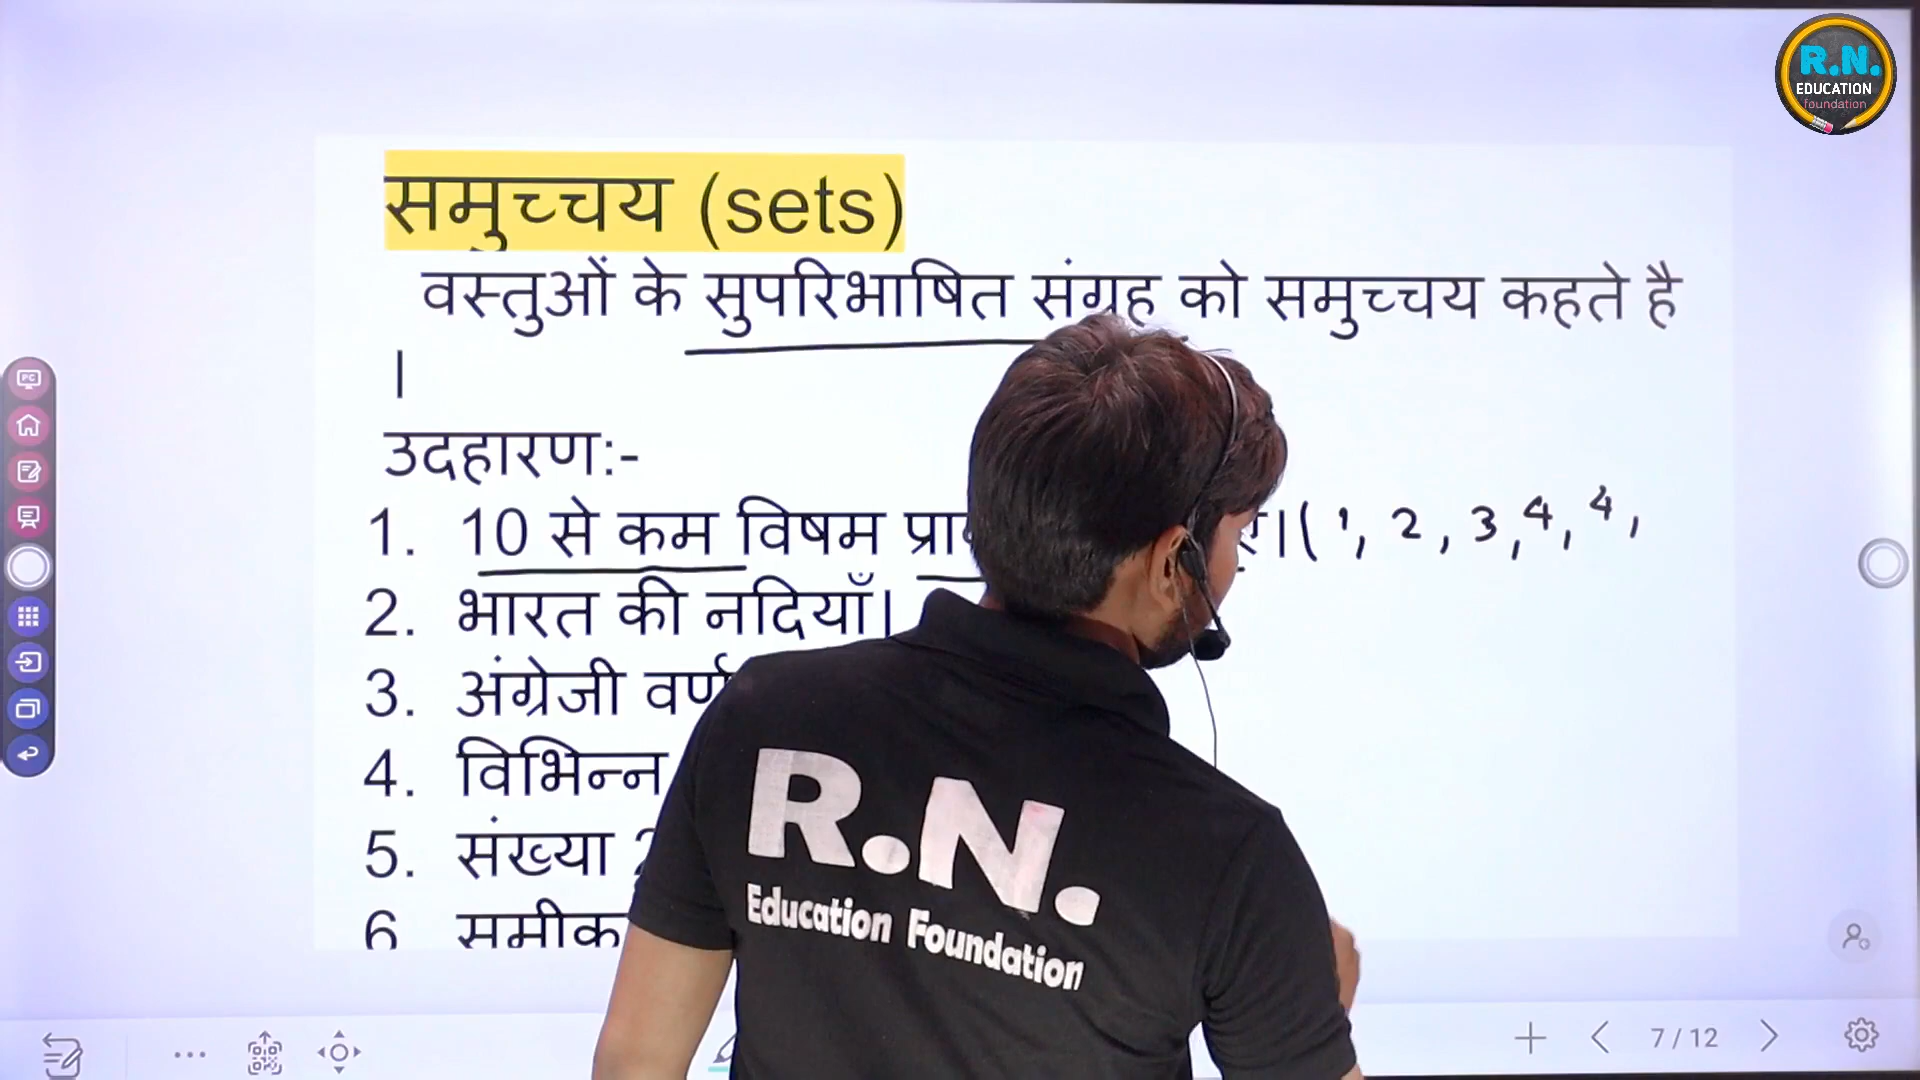 R.N.
EDUCATION
foundation
समुच्चय (sets)
वस्तुओं के सुपरिभाषित संग्रह को समुच्चय कहते है
।
उदहारण:-
1. 10 से कम विषम । ( 1, 2, 3, 4, 4,
2. भारत की नदियाँ।
3. अंग्रेजी
4. विभिन्न
5. संख्या
6
R.N.
Education Foundation
7 / 12